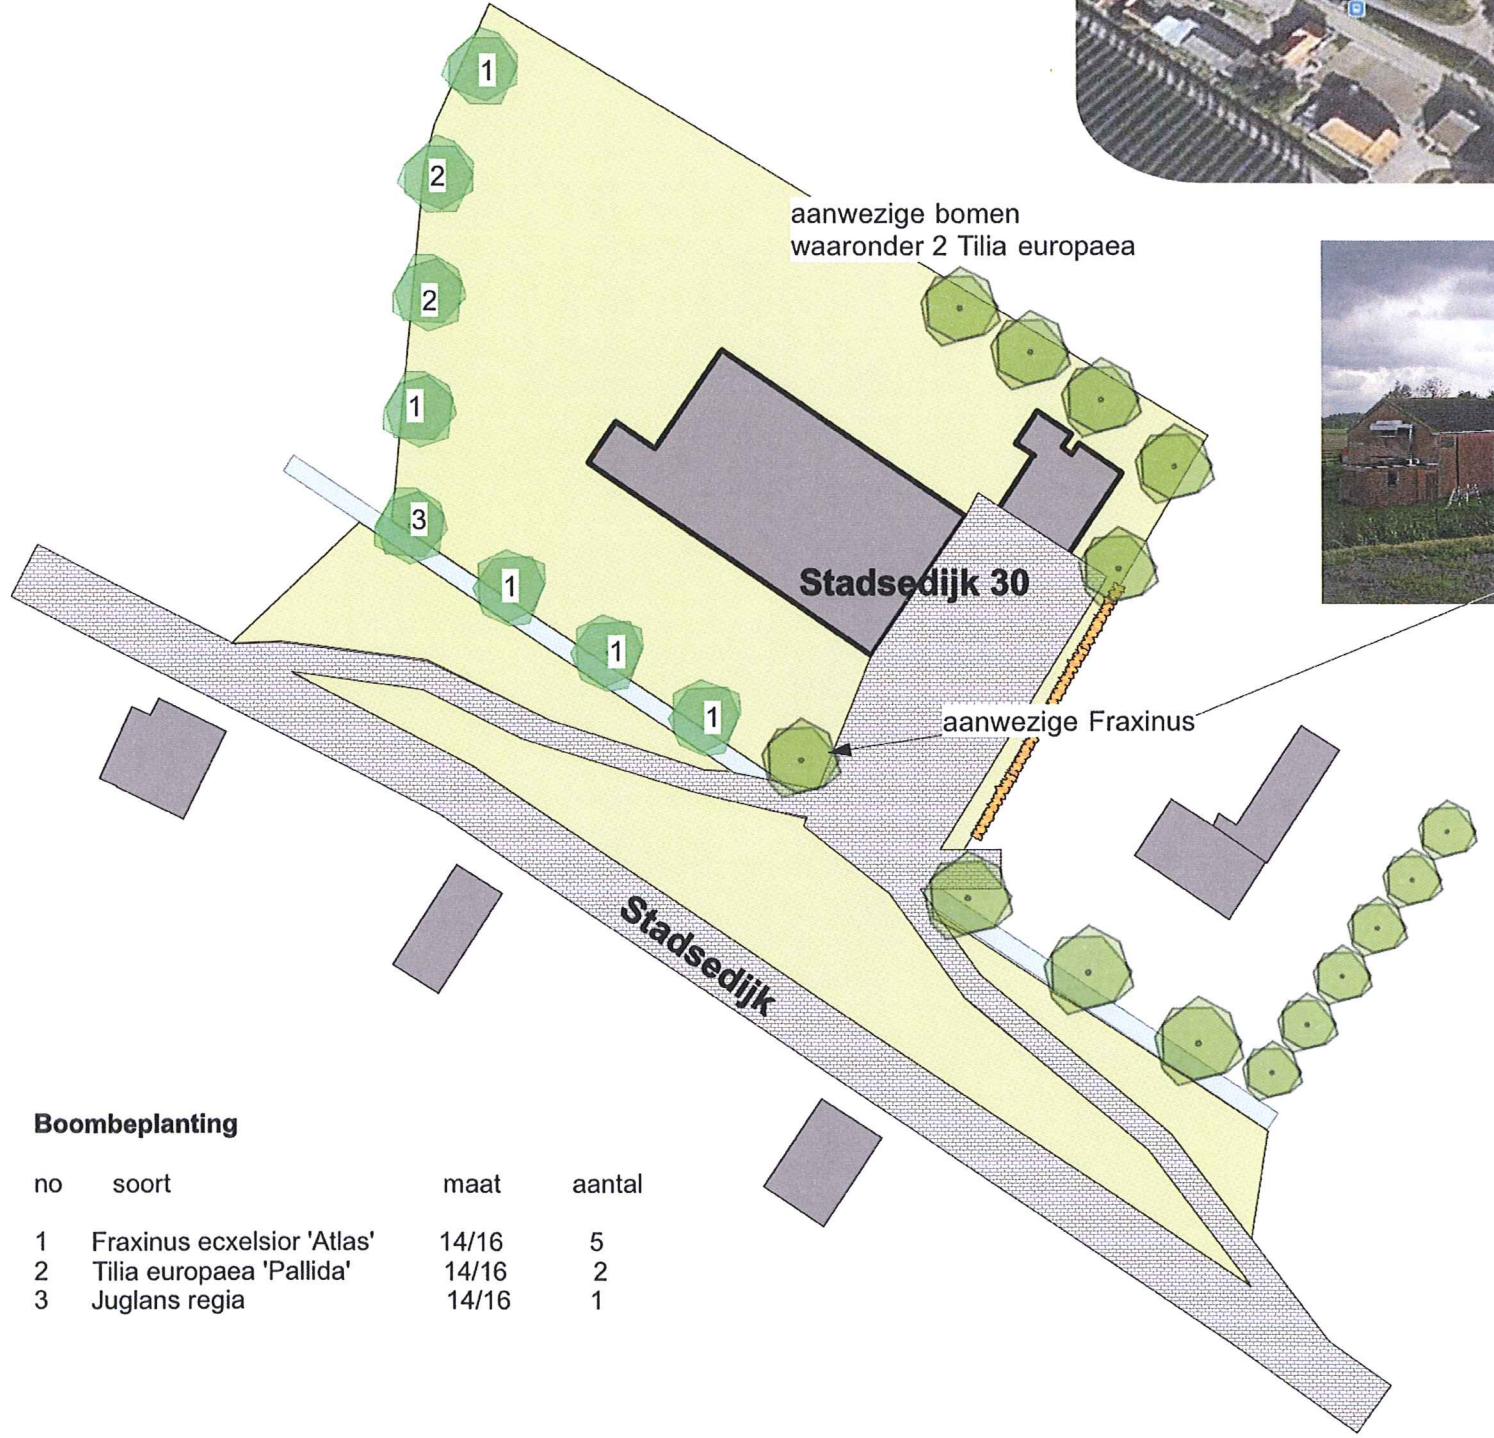 1
2
aanwezige bomen
waaronder 2 Tilia europaea
2
1
3
Stadsedijk 30
1
1
1
aanwezige Fraxinus
Stadsedijk
Boombeplanting
no soort maat aantal
1 Fraxinus ecxelsior 'Atlas' 14/16 5
2 Tilia europaea 'Pallida' 14/16 2
3 Juglans regia 14/16 1